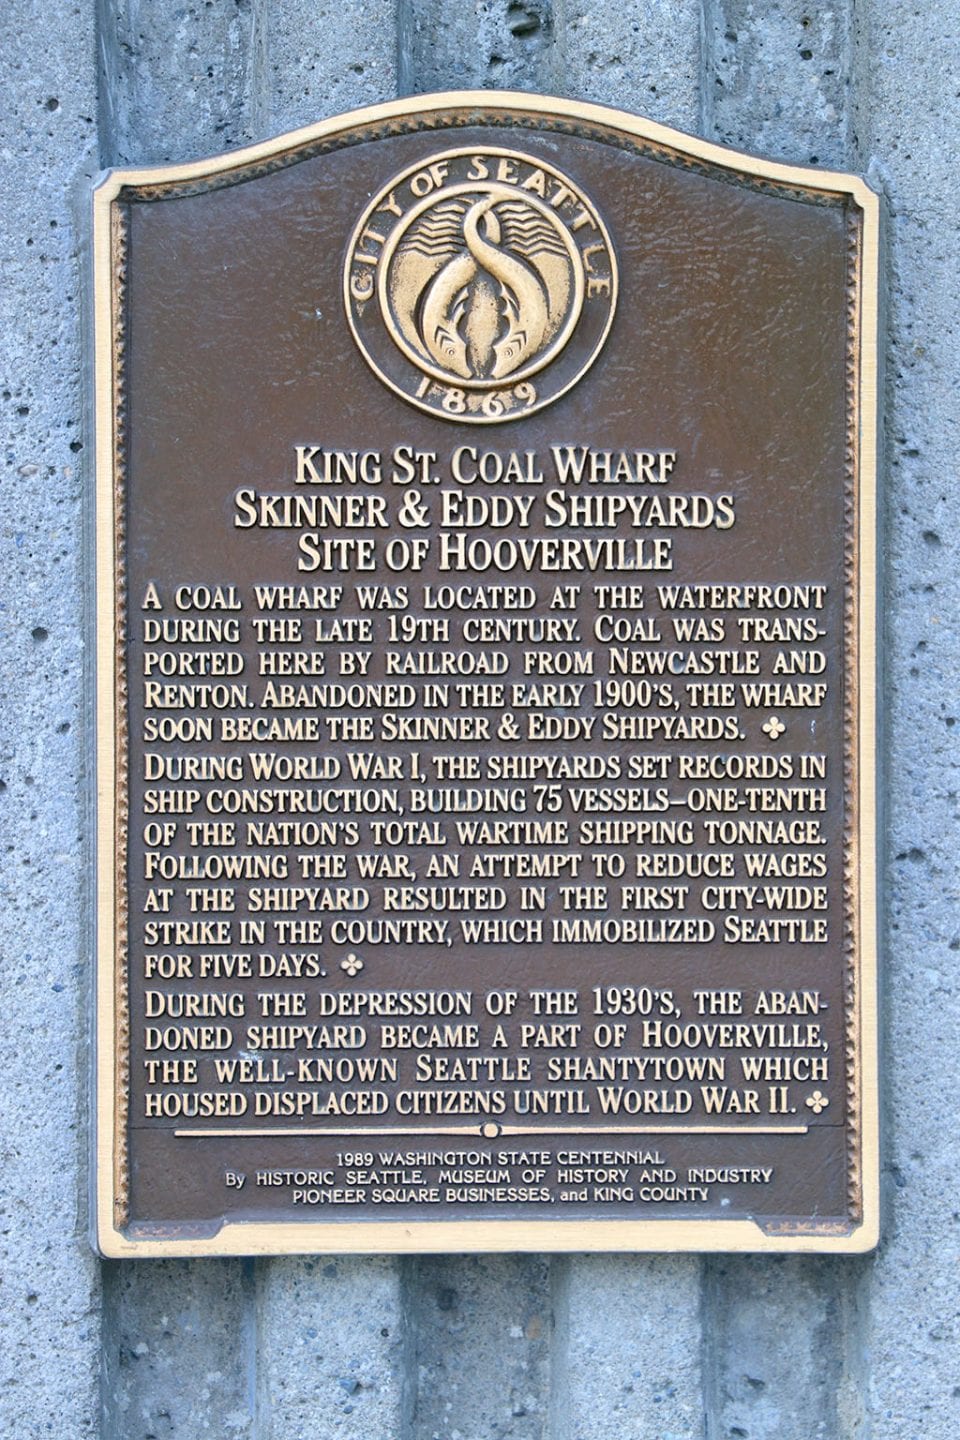 CITY OF SEATTLE
1869
KING ST. COAL WHARF
SKINNER & EDDY SHIPYARDS
SITE OF HOOVERVILLE
A COAL WHARF WAS LOCATED AT THE WATERFRONT
DURING THE LATE 19TH CENTURY. COAL WAS TRANS-
PORTED HERE BY RAILROAD FROM NEWCASTLE AND
RENTON. ABANDONED IN THE EARLY 1900'S, THE WHARF
SOON BECAME THE SKINNER & EDDY SHIPYARDS.
DURING WORLD WAR I, THE SHIPYARDS SET RECORDS IN
SHIP CONSTRUCTION, BUILDING 75 VESSELS–ONE-TENTH
OF THE NATION'S TOTAL WARTIME SHIPPING TONNAGE.
FOLLOWING THE WAR, AN ATTEMPT TO REDUCE WAGES
AT THE SHIPYARD RESULTED IN THE FIRST CITY-WIDE
STRIKE IN THE COUNTRY, WHICH IMMOBILIZED SEATTLE
FOR FIVE DAYS.
DURING THE DEPRESSION OF THE 1930'S, THE ABAN-
DONED SHIPYARD BECAME A PART OF HOOVERVILLE,
THE WELL-KNOWN SEATTLE SHANTYTOWN WHICH
HOUSED DISPLACED CITIZENS UNTIL WORLD WAR II.
1989 WASHINGTON STATE CENTENNIAL
By HISTORIC SEATTLE, MUSEUM OF HISTORY AND INDUSTRY
PIONEER SQUARE BUSINESSES, and KING COUNTY